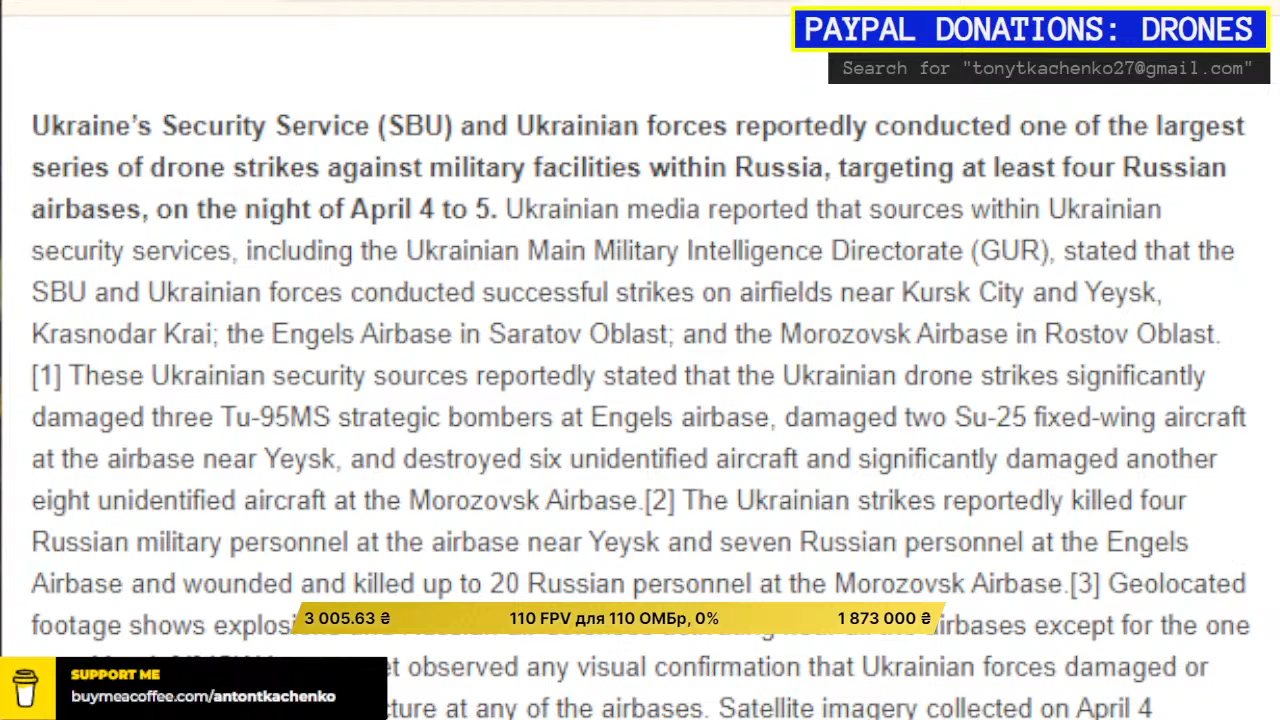 PAYPAL DONATIONS: DRONES
Search for "tonytkachenko27@gmail.com"
Ukraine's Security Service (SBU) and Ukrainian forces reportedly conducted one of the largest
series of drone strikes against military facilities within Russia, targeting at least four Russian
airbases, on the night of April 4 to 5. Ukrainian media reported that sources within Ukrainian
security services, including the Ukrainian Main Military Intelligence Directorate (GUR), stated that the
SBU and Ukrainian forces conducted successful strikes on airfields near Kursk City and Yeysk,
Krasnodar Krai; the Engels Airbase in Saratov Oblast; and the Morozovsk Airbase in Rostov Oblast.
[1] These Ukrainian security sources reportedly stated that the Ukrainian drone strikes significantly
damaged three Tu-95MS strategic bombers at Engels airbase, damaged two Su-25 fixed-wing aircraft
at the airbase near Yeysk, and destroyed six unidentified aircraft and significantly damaged another
eight unidentified aircraft at the Morozovsk Airbase.[2] The Ukrainian strikes reportedly killed four
Russian military personnel at the airbase near Yeysk and seven Russian personnel at the Engels
Airbase and wounded and killed up to 20 Russian personnel at the Morozovsk Airbase.[3] Geolocated
footage shows airbases except for the one
3 005.63 ₴ 110 FPV для 110 ОМБр, 0% 1 873 000 ₴
observed any visual confirmation that Ukrainian forces damaged or
at any of the airbases. Satellite imagery collected on April 4
SUPPORT ME
buymeacoffee.com/antontkachenko